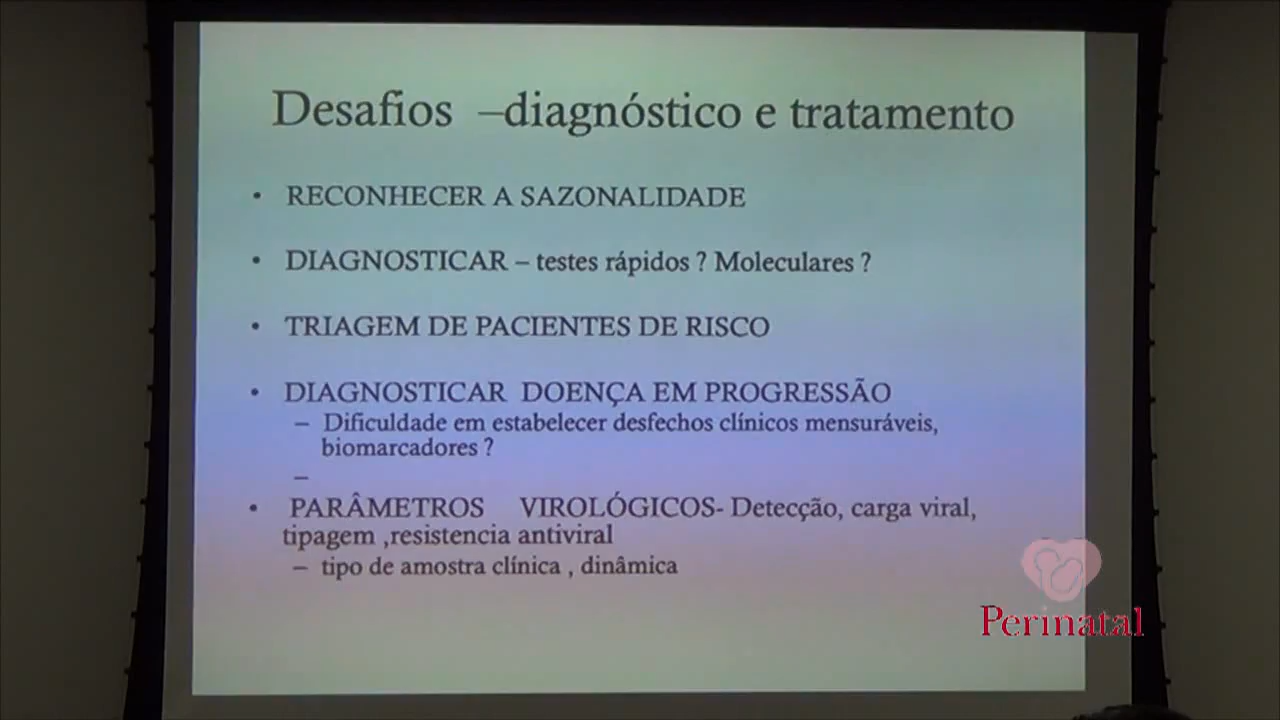 Desafios –diagnóstico e tratamento
• RECONHECER A SAZONALIDADE
• DIAGNOSTICAR – testes rápidos ? Moleculares ?
• TRIAGEM DE PACIENTES DE RISCO
• DIAGNOSTICAR DOENÇA EM PROGRESSÃO
– Dificuldade em estabelecer desfechos clínicos mensuráveis,
biomarcadores ?
–
• PARÂMETROS VIROLÓGICOS- Detecção, carga viral,
tipagem ,resistencia antiviral
– tipo de amostra clínica , dinâmica
Perinatal